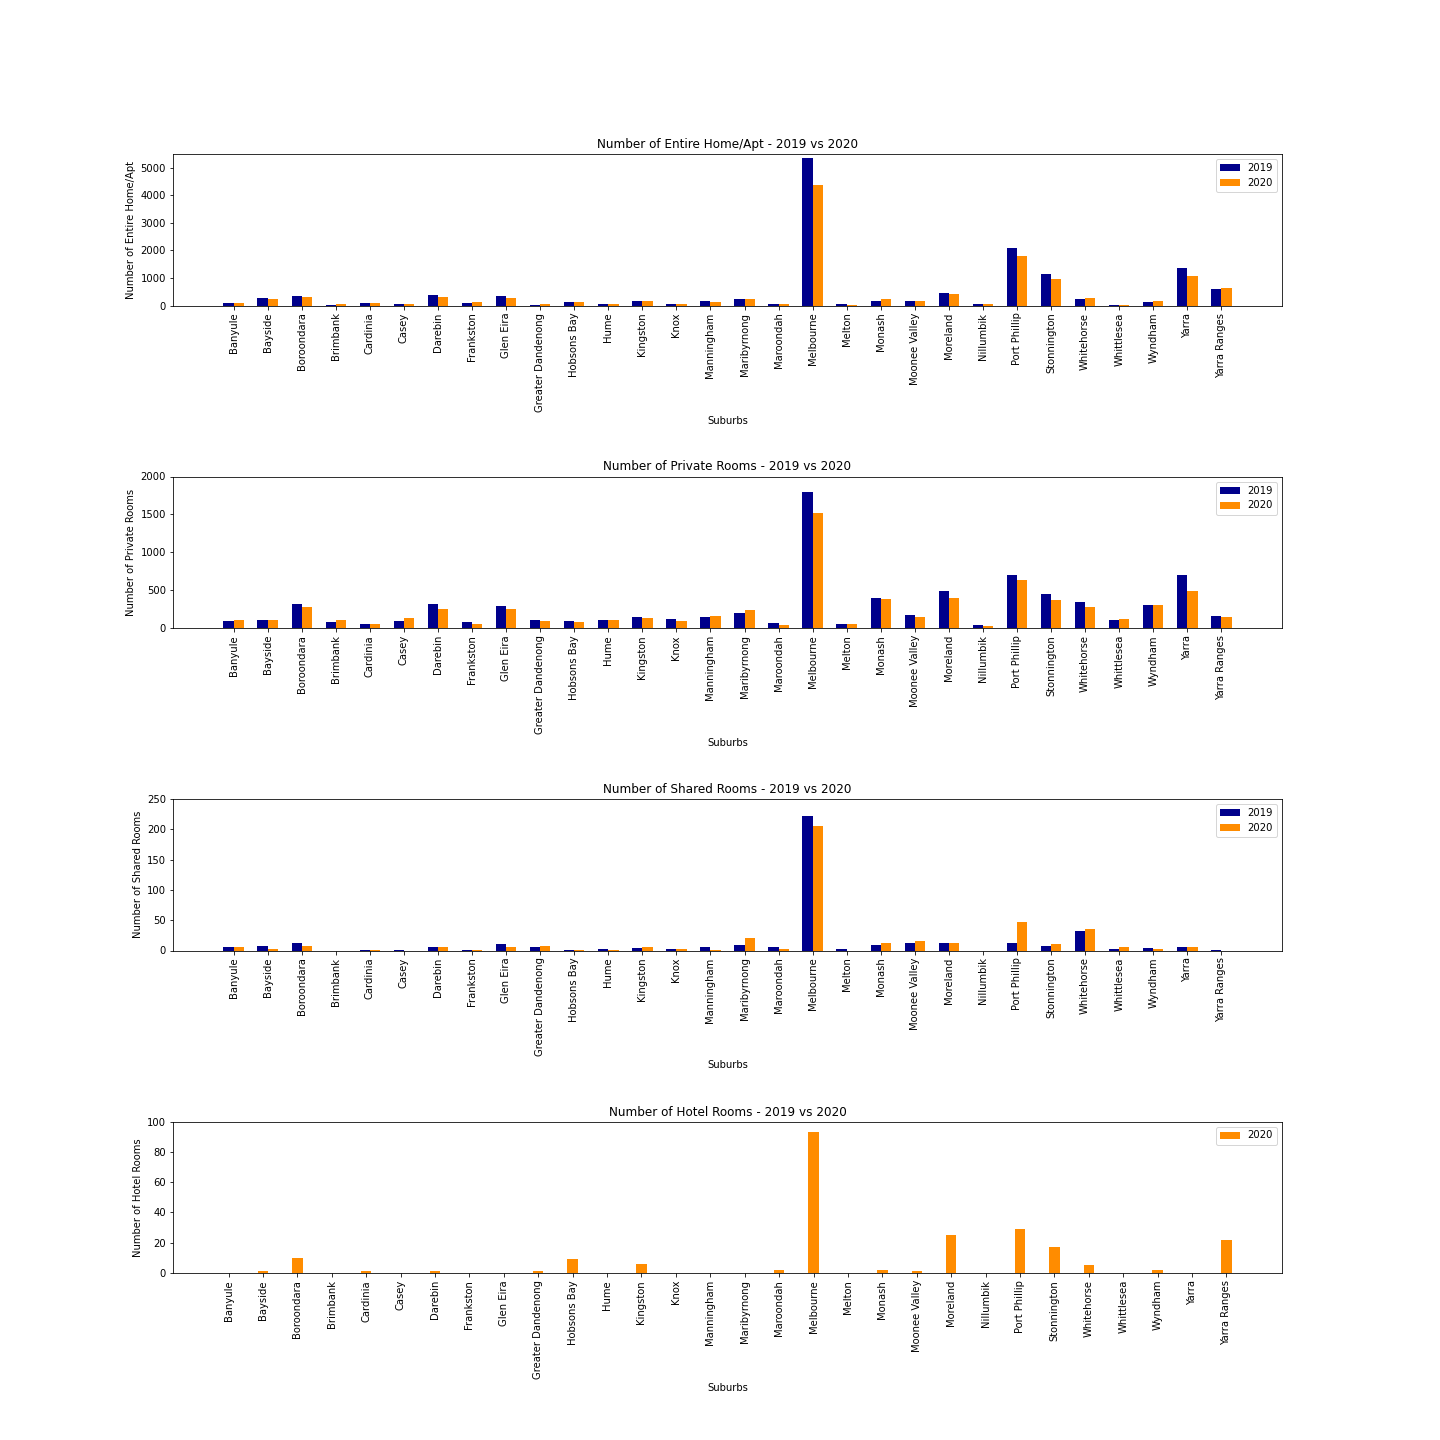 Number of Entire Home/Apt - 2019 vs 2020
Number of Entire Home/Apt
5000
4000
3000
2000
1000
0
2019
2020
Banyule
Bayside
Boroondara
Brimbank
Cardinia
Casey
Darebin
Frankston
Glen Eira
Greater Dandenong
Hobsons Bay
Hume
Kingston
Knox
Manningham
Maribyrnong
Maroondah
Melbourne
Melton
Monash
Moonee Valley
Moreland
Nillumbik
Port Phillip
Stonnington
Whitehorse
Whittlesea
Wyndham
Yarra
Yarra Ranges
Suburbs
Number of Private Rooms - 2019 vs 2020
Number of Private Rooms
2000
1500
1000
500
0
2019
2020
Banyule
Bayside
Boroondara
Brimbank
Cardinia
Casey
Darebin
Frankston
Glen Eira
Greater Dandenong
Hobsons Bay
Hume
Kingston
Knox
Manningham
Maribyrnong
Maroondah
Melbourne
Melton
Monash
Moonee Valley
Moreland
Nillumbik
Port Phillip
Stonnington
Whitehorse
Whittlesea
Wyndham
Yarra
Yarra Ranges
Suburbs
Number of Shared Rooms - 2019 vs 2020
Number of Shared Rooms
250
200
150
100
50
0
2019
2020
Banyule
Bayside
Boroondara
Brimbank
Cardinia
Casey
Darebin
Frankston
Glen Eira
Greater Dandenong
Hobsons Bay
Hume
Kingston
Knox
Manningham
Maribyrnong
Maroondah
Melbourne
Melton
Monash
Moonee Valley
Moreland
Nillumbik
Port Phillip
Stonnington
Whitehorse
Whittlesea
Wyndham
Yarra
Yarra Ranges
Suburbs
Number of Hotel Rooms - 2019 vs 2020
Number of Hotel Rooms
100
80
60
40
20
0
2020
Banyule
Bayside
Boroondara
Brimbank
Cardinia
Casey
Darebin
Frankston
Glen Eira
Greater Dandenong
Hobsons Bay
Hume
Kingston
Knox
Manningham
Maribyrnong
Maroondah
Melbourne
Melton
Monash
Moonee Valley
Moreland
Nillumbik
Port Phillip
Stonnington
Whitehorse
Whittlesea
Wyndham
Yarra
Yarra Ranges
Suburbs